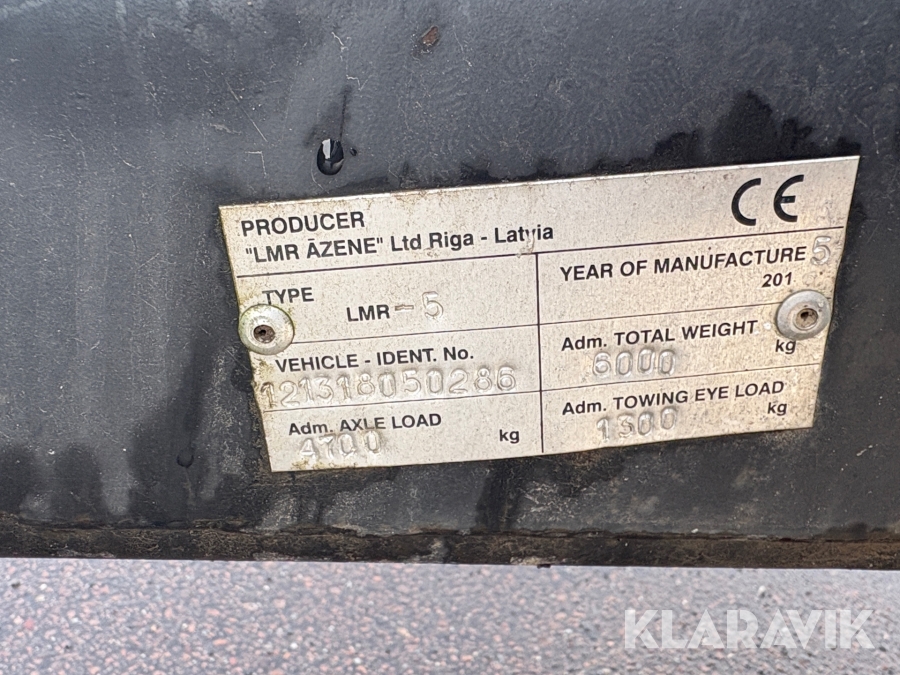 CE
PRODUCER
"LMR ĀZENE" Ltd Riga - Latvia
TYPE
LMR-5
YEAR OF MANUFACTURE 5
201
VEHICLE - IDENT. No.
121318050286
Adm. TOTAL WEIGHT
6000 kg
Adm. AXLE LOAD
4700 kg
Adm. TOWING EYE LOAD
1300 kg
KLARAVIK